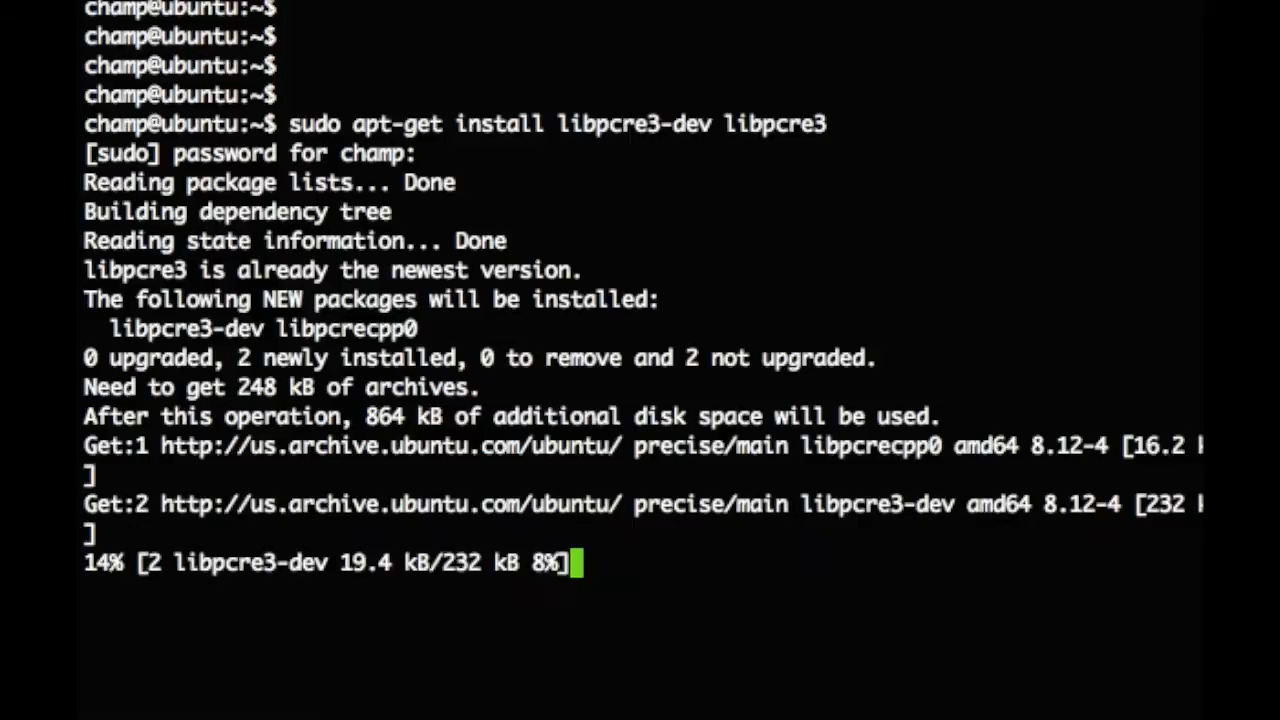 champ@ubuntu:~$
champ@ubuntu:~$
champ@ubuntu:~$
champ@ubuntu:~$
champ@ubuntu:~$ sudo apt-get install libpcre3-dev libpcre3
[sudo] password for champ:
Reading package lists... Done
Building dependency tree
Reading state information... Done
libpcre3 is already the newest version.
The following NEW packages will be installed:
  libpcre3-dev libpcrecpp0
0 upgraded, 2 newly installed, 0 to remove and 2 not upgraded.
Need to get 248 kB of archives.
After this operation, 864 kB of additional disk space will be used.
Get:1 http://us.archive.ubuntu.com/ubuntu/ precise/main libpcrecpp0 amd64 8.12-4 [16.2 k
]
Get:2 http://us.archive.ubuntu.com/ubuntu/ precise/main libpcre3-dev amd64 8.12-4 [232 k
]
14% [2 libpcre3-dev 19.4 kB/232 kB 8%]